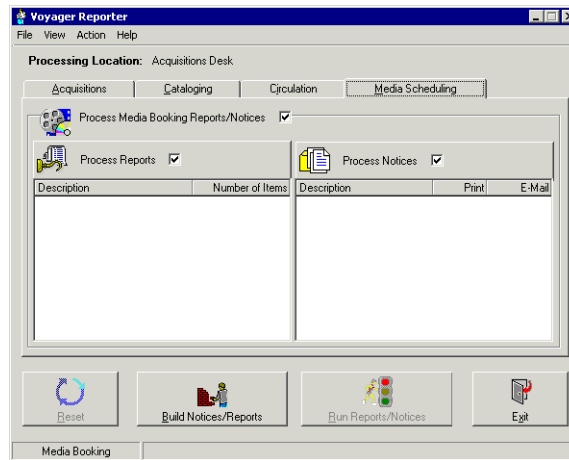 Voyager Reporter
File View Action Help
Processing Location: Acquisitions Desk
Acquisitions Cataloging Circulation Media Scheduling
Process Media Booking Reports/Notices
Process Reports Process Notices
Description Number of Items Description Print E-Mail
Reset Build Notices/Reports Run Reports/Notices Exit
Media Booking